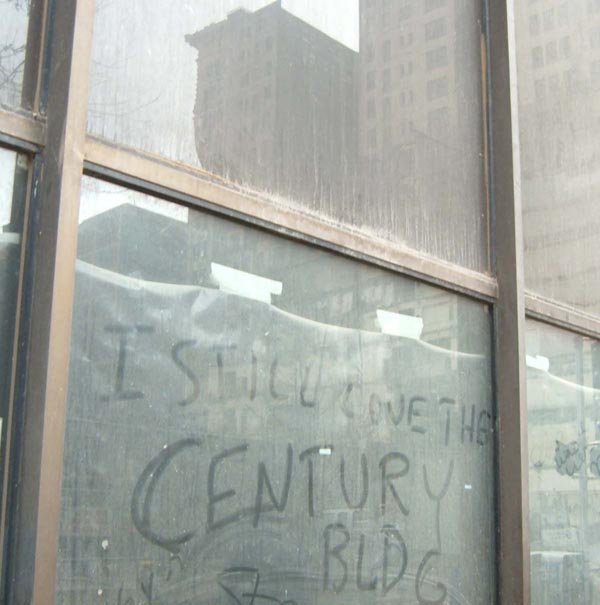 I STILL LOVE THE
CENTURY
BLDG